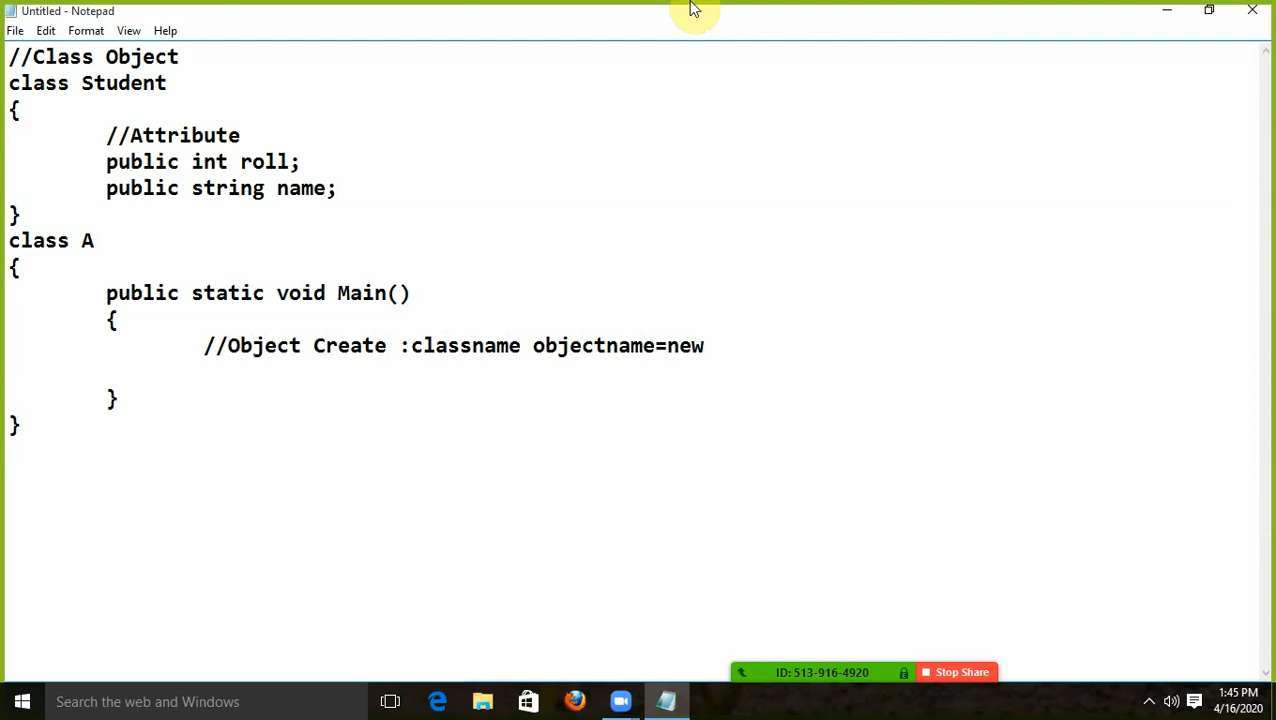 Untitled - Notepad
File Edit Format View Help
//Class Object
class Student
{
//Attribute
public int roll;
public string name;
}
class A
{
public static void Main()
{
//Object Create :classname objectname=new
}
}
ID: 513-916-4920 Stop Share
Search the web and Windows
1:45 PM
4/16/2020